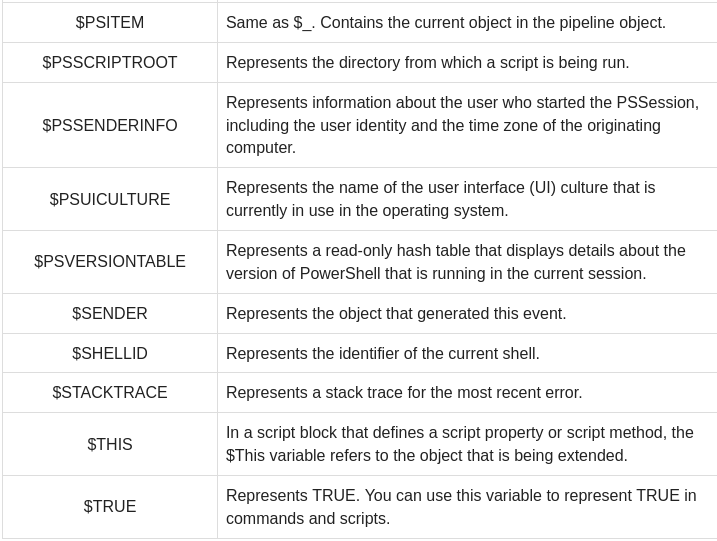 $PSITEM
Same as $_. Contains the current object in the pipeline object.
$PSSCRIPTROOT
Represents the directory from which a script is being run.
$PSSENDERINFO
Represents information about the user who started the PSSession,
including the user identity and the time zone of the originating
computer.
$PSUICULTURE
Represents the name of the user interface (UI) culture that is
currently in use in the operating system.
$PSVERSIONTABLE
Represents a read-only hash table that displays details about the
version of PowerShell that is running in the current session.
$SENDER
Represents the object that generated this event.
$SHELLID
Represents the identifier of the current shell.
$STACKTRACE
Represents a stack trace for the most recent error.
$THIS
In a script block that defines a script property or script method, the
$This variable refers to the object that is being extended.
$TRUE
Represents TRUE. You can use this variable to represent TRUE in
commands and scripts.